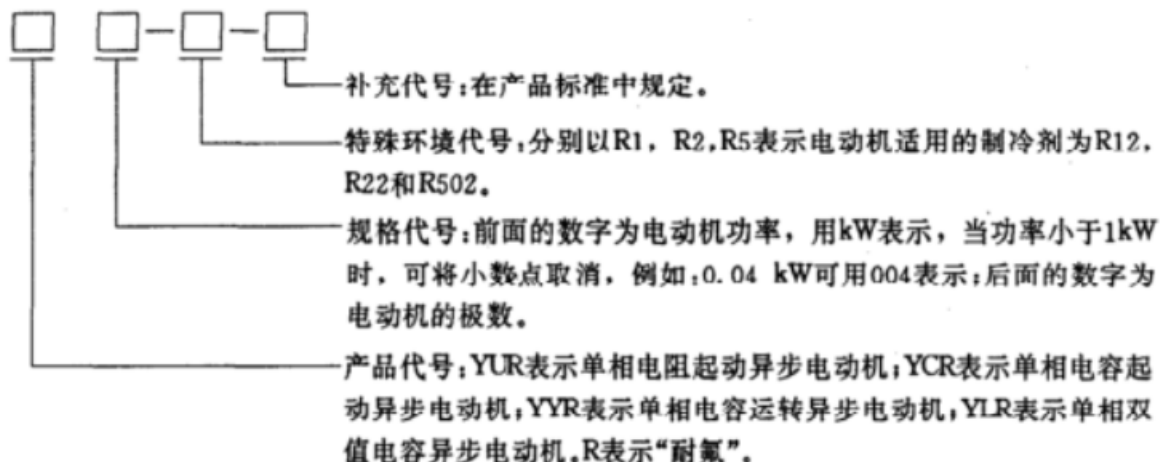 补充代号:在产品标准中规定。
特殊环境代号,分别以R1，R2,R5表示电动机适用的制冷剂为R12.
R22和R502。
规格代号:前面的数字为电动机功率，用kW表示，当功率小于1kW
时，可将小数点取消，例如:0.04 kW可用004表示;后面的数字为
电动机的极数。
产品代号:YUR表示单相电阻起动异步电动机;YCR表示单相电容起
动异步电动机;YYR表示单相电容运转异步电动机,YLR表示单相双
值电容异步电动机.R表示“耐氟”。